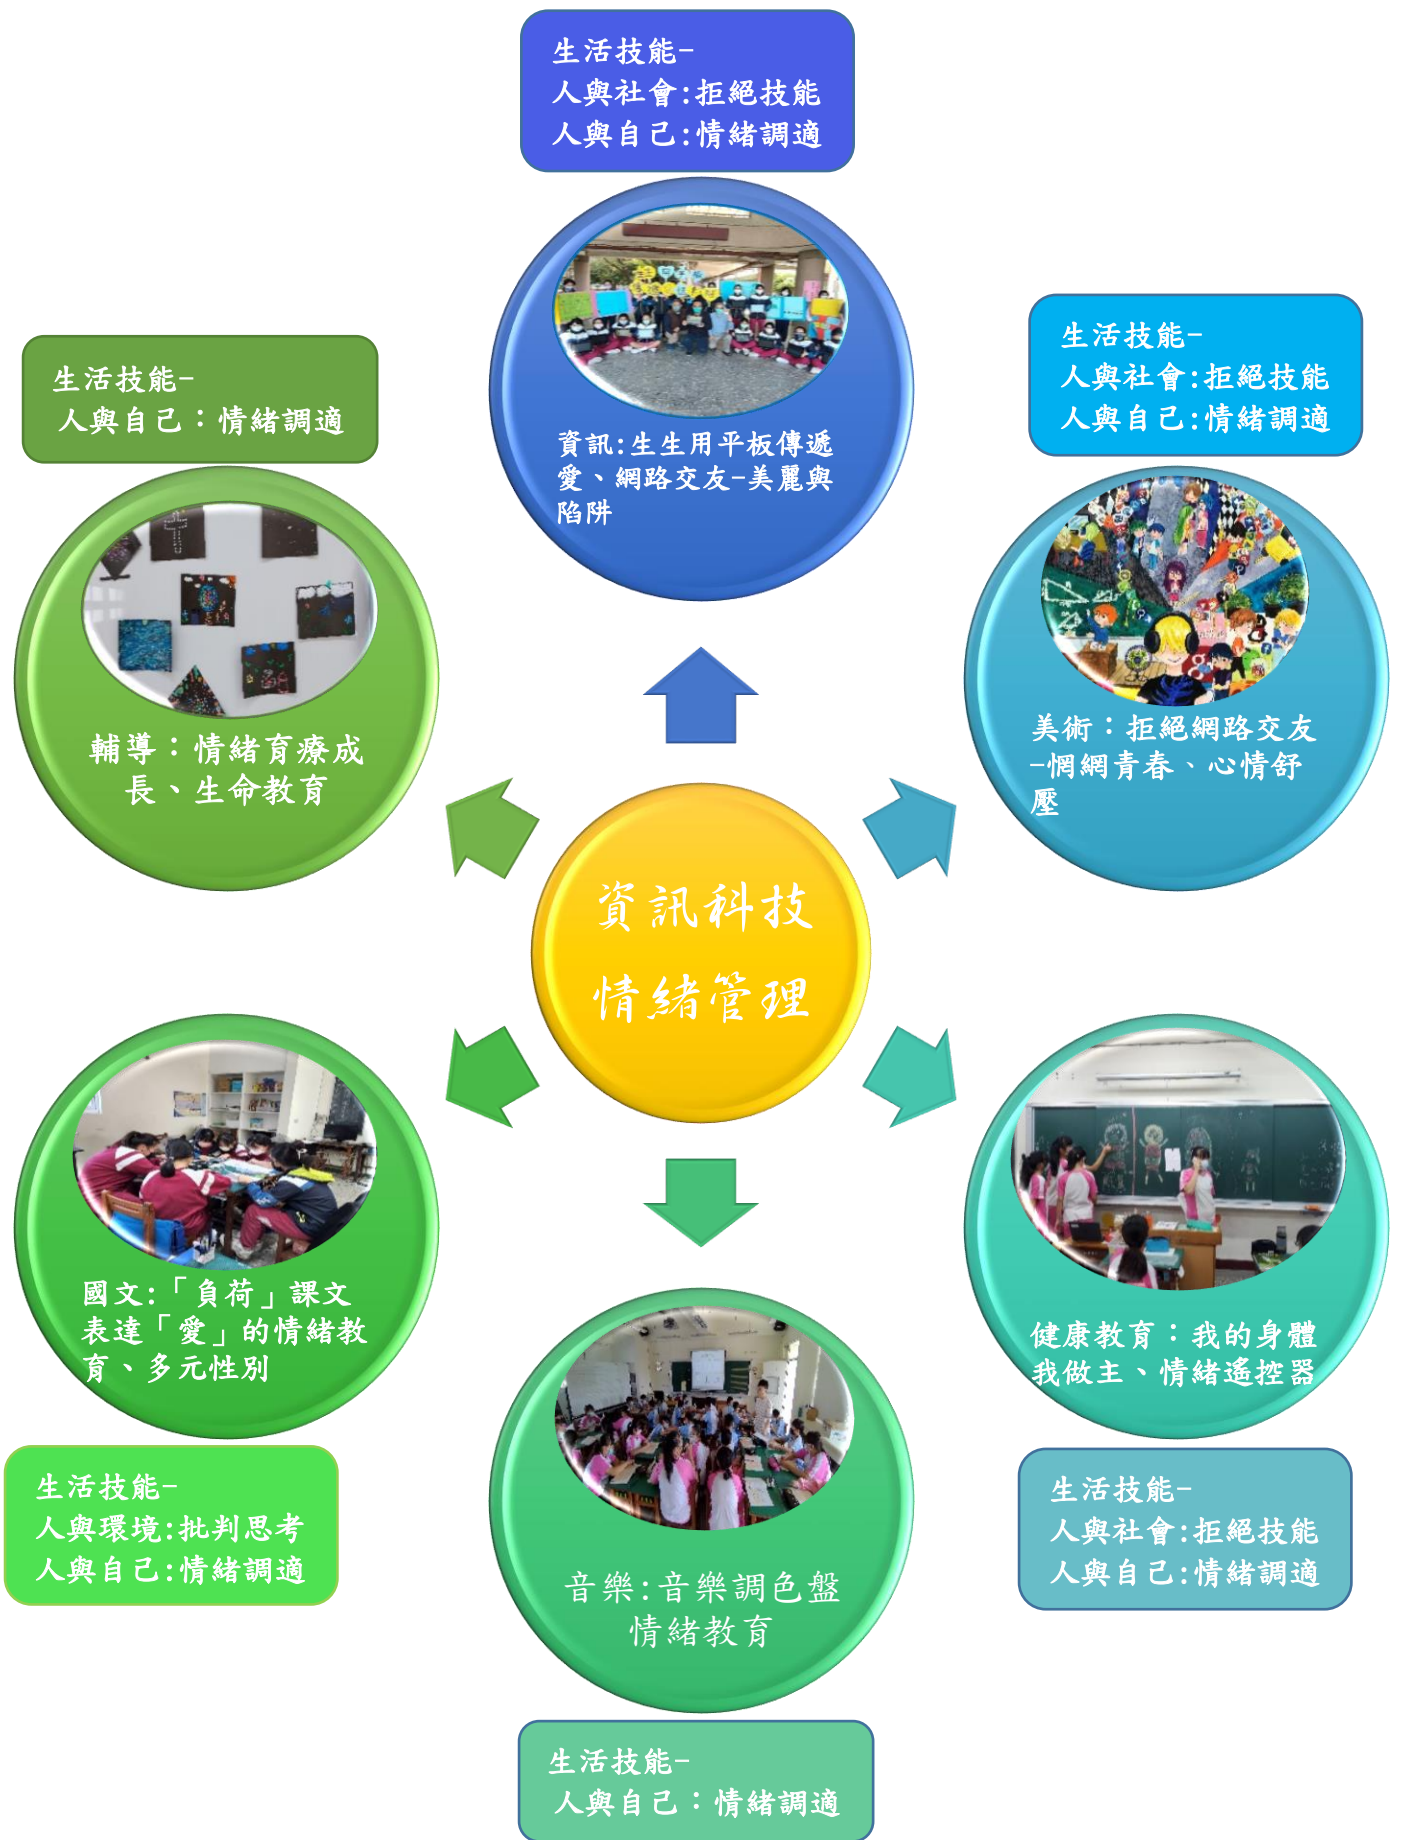 生活技能-
人與社會:拒絕技能
人與自己:情緒調適
資訊:生生用平板傳遞
愛、網路交友-美麗與
陷阱
生活技能-
人與社會:拒絕技能
人與自己:情緒調適
美術：拒絕網路交友
-惘網青春、心情舒
壓
生活技能-
人與自己：情緒調適
輔導：情緒育療成
長、生命教育
資訊科技
情緒管理
健康教育：我的身體
我做主、情緒遙控器
生活技能-
人與社會:拒絕技能
人與自己:情緒調適
音樂:音樂調色盤
情緒教育
生活技能-
人與自己：情緒調適
國文:「負荷」課文
表達「愛」的情緒教
育、多元性別
生活技能-
人與環境:批判思考
人與自己:情緒調適